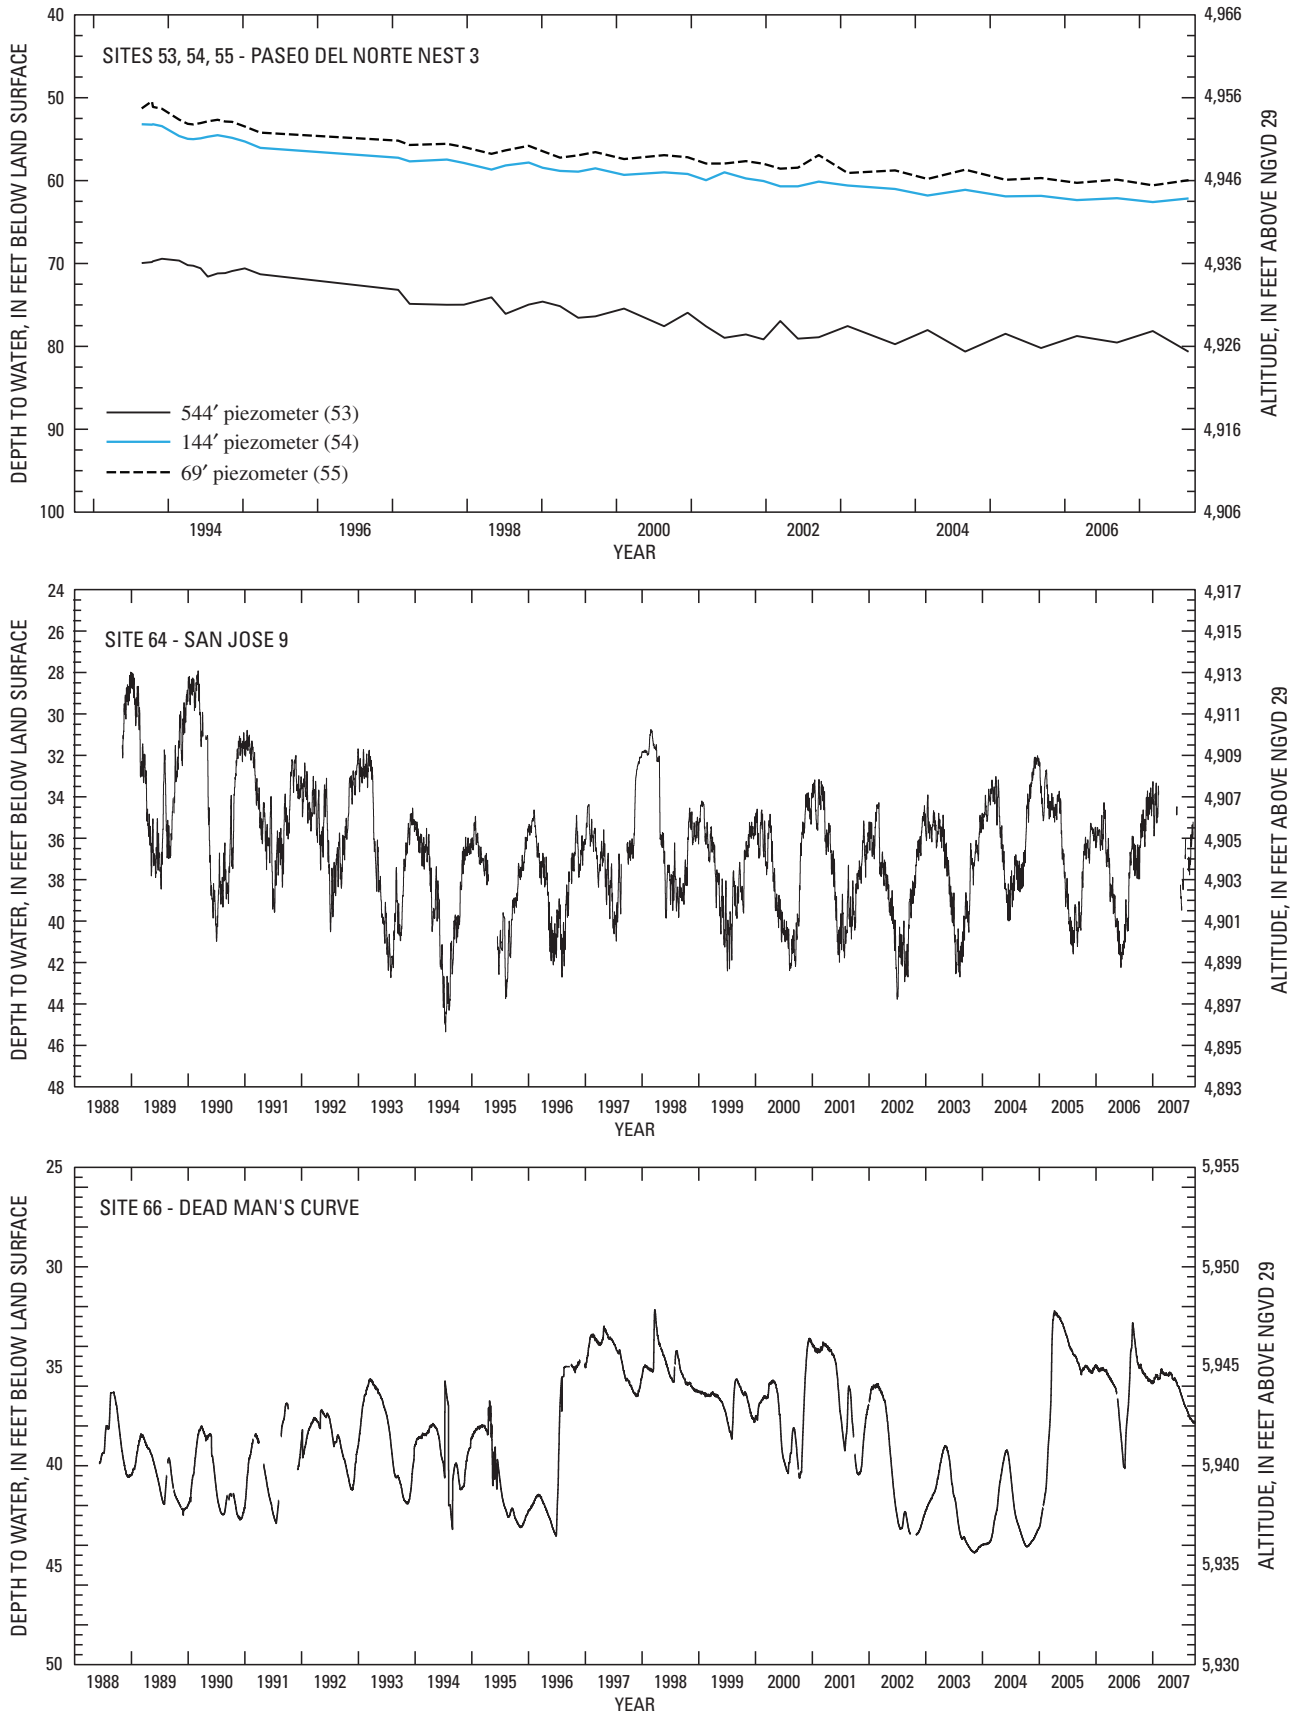 SITES 53, 54, 55 - PASEO DEL NORTE NEST 3
DEPTH TO WATER, IN FEET BELOW LAND SURFACE
40
50
60
70
80
90
100
4,966
4,956
4,946
4,936
4,926
4,916
4,906
ALTITUDE, IN FEET ABOVE NGVD 29
544′ piezometer (53)
144′ piezometer (54)
69′ piezometer (55)
1994 1996 1998 2000 2002 2004 2006
YEAR
SITE 64 - SAN JOSE 9
DEPTH TO WATER, IN FEET BELOW LAND SURFACE
24
26
28
30
32
34
36
38
40
42
44
46
48
4,917
4,915
4,913
4,911
4,909
4,907
4,905
4,903
4,901
4,899
4,897
4,895
4,893
ALTITUDE, IN FEET ABOVE NGVD 29
1988 1989 1990 1991 1992 1993 1994 1995 1996 1997 1998 1999 2000 2001 2002 2003 2004 2005 2006 2007
YEAR
SITE 66 - DEAD MAN'S CURVE
DEPTH TO WATER, IN FEET BELOW LAND SURFACE
25
30
35
40
45
50
5,955
5,950
5,945
5,940
5,935
5,930
ALTITUDE, IN FEET ABOVE NGVD 29
1988 1989 1990 1991 1992 1993 1994 1995 1996 1997 1998 1999 2000 2001 2002 2003 2004 2005 2006 2007
YEAR